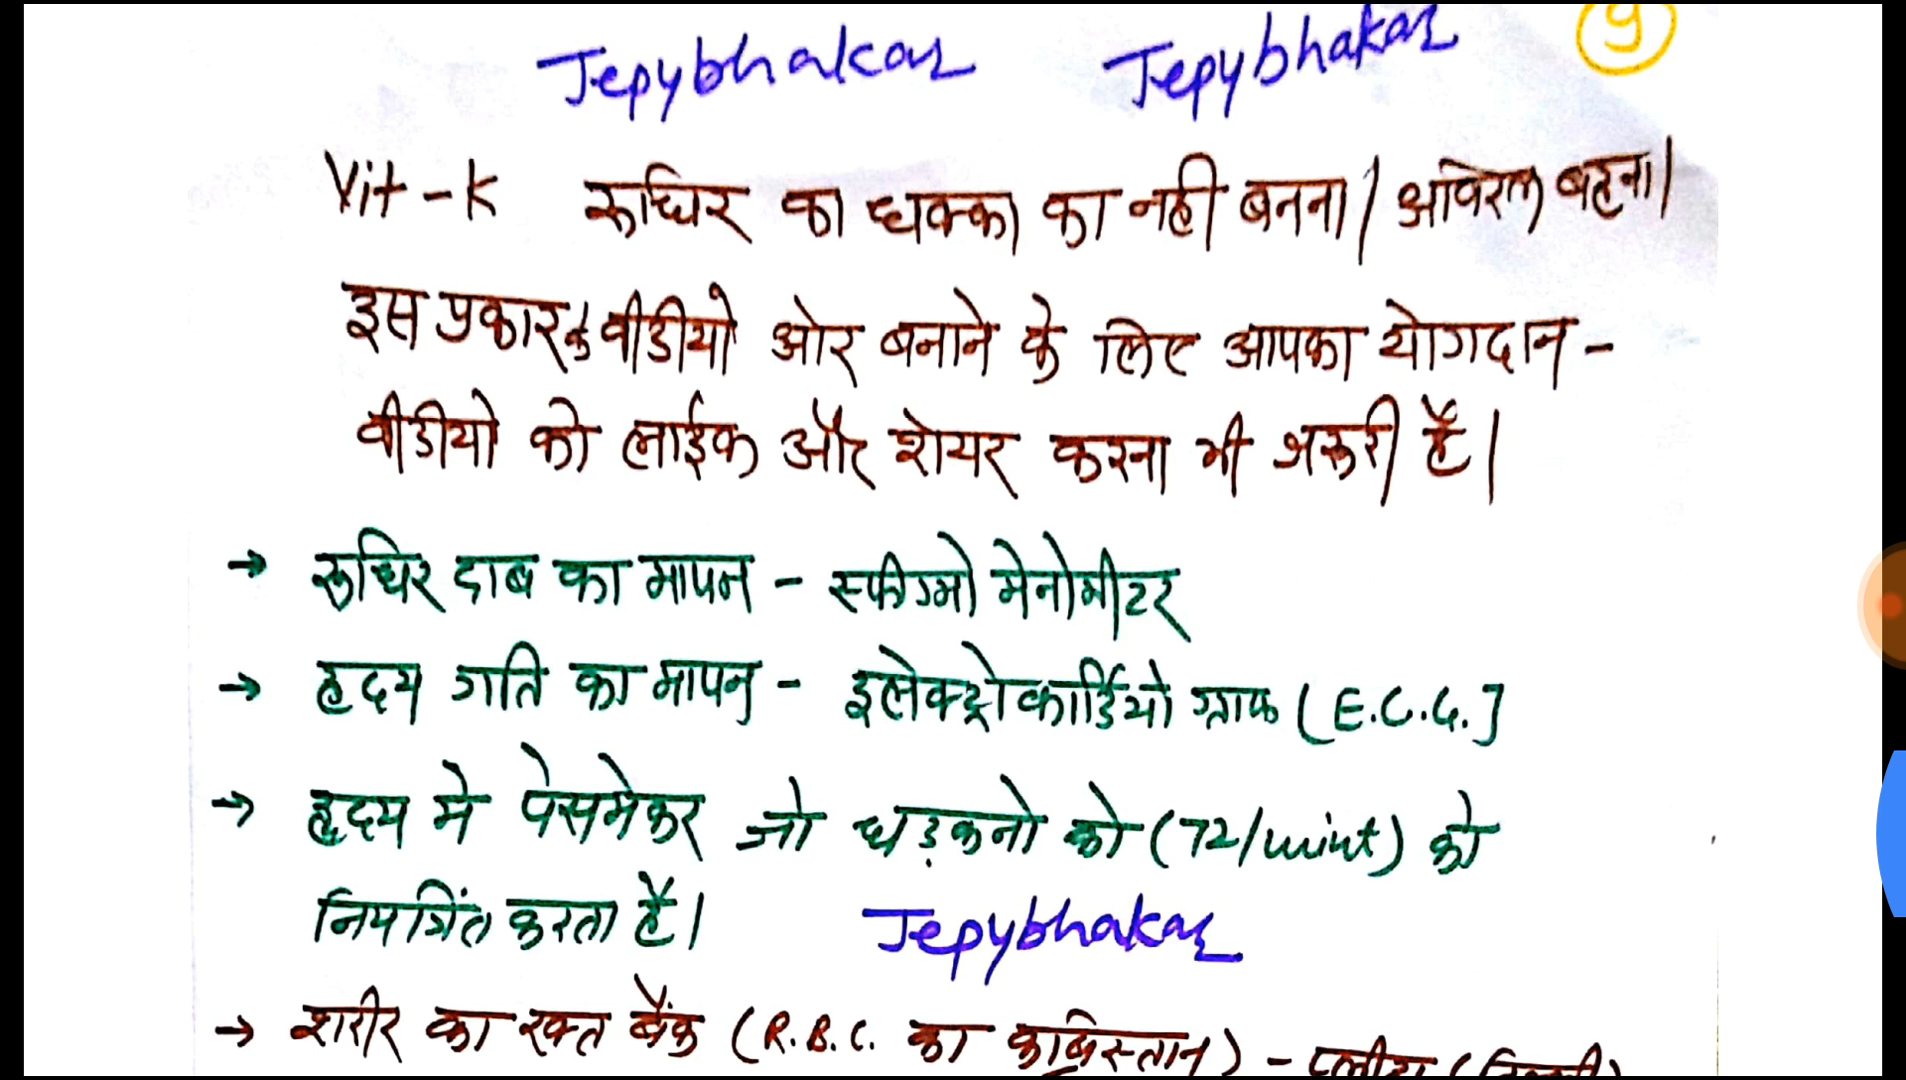 Jepybhakar Jepybhakar 9
Vit-K रूधिर का थक्का का नही बनना/अविरल बहना।
इस प्रकार के वीडीयो ओर बनाने के लिए आपका योगदान -
वीडीयो को लाईक और शेयर करना भी जरूरी है।
→ रूधिर दाब का मापन - स्फीग्मो मेनोमीटर
→ हृदय गति का मापन - इलेक्ट्रोकार्डियो ग्राफ (E.C.G.]
→ हृदय मे पेसमेकर जो धड़कनो को (72/mint) को
नियत्रिंत करता है। Jepybhakar
→ शरीर का रक्त बैंक (R.B.C. का कब्रिस्तान) - प्लीहा (तिल्ली)